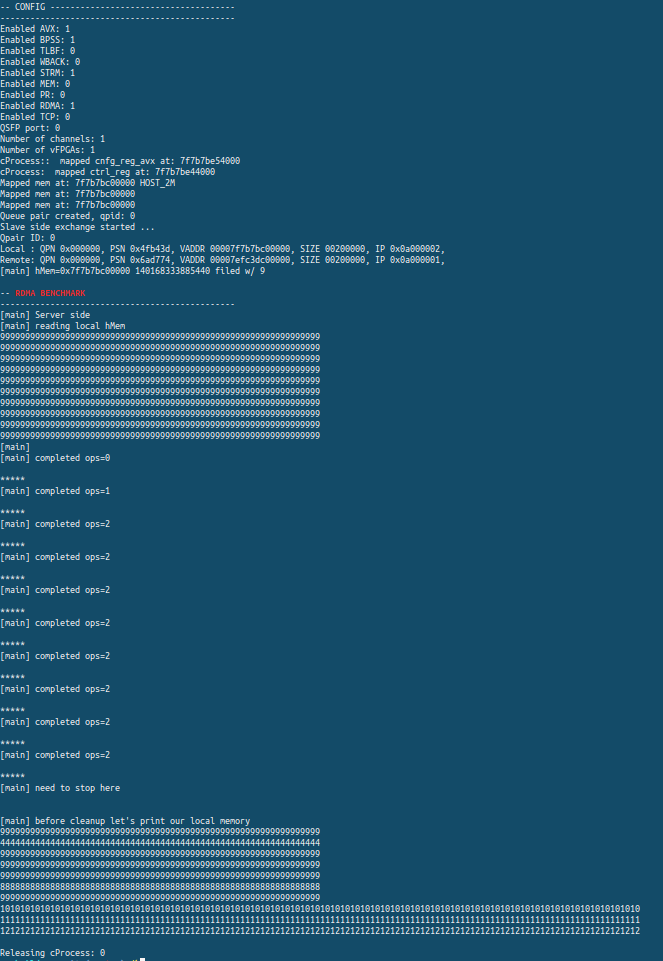 -- CONFIG -------------------------------------
-----------------------------------------------
Enabled AVX: 1
Enabled BPSS: 1
Enabled TLBF: 0
Enabled WBACK: 0
Enabled STRM: 1
Enabled MEM: 0
Enabled PR: 0
Enabled RDMA: 1
Enabled TCP: 0
QSFP port: 0
Number of channels: 1
Number of vFPGAs: 1
cProcess::  mapped cnfg_reg_avx at: 7f7b7be54000
cProcess:  mapped ctrl_reg at: 7f7b7be44000
Mapped mem at: 7f7b7bc00000 HOST_2M
Mapped mem at: 7f7b7bc00000
Mapped mem at: 7f7b7bc00000
Queue pair created, qpid: 0
Slave side exchange started ...
Qpair ID: 0
Local : QPN 0x000000, PSN 0x4fb43d, VADDR 00007f7b7bc00000, SIZE 00200000, IP 0x0a000002,
Remote: QPN 0x000000, PSN 0x6ad774, VADDR 00007efc3dc00000, SIZE 00200000, IP 0x0a000001,
[main] hMem=0x7f7b7bc00000 140168333885440 filed w/ 9
-- RDMA BENCHMARK
-----------------------------------------------
[main] Server side
[main] reading local hMem
9999999999999999999999999999999999999999999999999999999999999999
9999999999999999999999999999999999999999999999999999999999999999
9999999999999999999999999999999999999999999999999999999999999999
9999999999999999999999999999999999999999999999999999999999999999
9999999999999999999999999999999999999999999999999999999999999999
9999999999999999999999999999999999999999999999999999999999999999
9999999999999999999999999999999999999999999999999999999999999999
9999999999999999999999999999999999999999999999999999999999999999
9999999999999999999999999999999999999999999999999999999999999999
9999999999999999999999999999999999999999999999999999999999999999
[main]
[main] completed ops=0
*****
[main] completed ops=1
*****
[main] completed ops=2
*****
[main] completed ops=2
*****
[main] completed ops=2
*****
[main] completed ops=2
*****
[main] completed ops=2
*****
[main] completed ops=2
*****
[main] completed ops=2
*****
[main] completed ops=2
*****
[main] need to stop here
[main] before cleanup let's print our local memory
9999999999999999999999999999999999999999999999999999999999999999
4444444444444444444444444444444444444444444444444444444444444444
9999999999999999999999999999999999999999999999999999999999999999
9999999999999999999999999999999999999999999999999999999999999999
9999999999999999999999999999999999999999999999999999999999999999
8888888888888888888888888888888888888888888888888888888888888888
9999999999999999999999999999999999999999999999999999999999999999
10101010101010101010101010101010101010101010101010101010101010101010101010101010101010101010101010101010101010101010101010101010
11111111111111111111111111111111111111111111111111111111111111111111111111111111111111111111111111111111111111111111111111111111
12121212121212121212121212121212121212121212121212121212121212121212121212121212121212121212121212121212121212121212121212121212
Releasing cProcess: 0